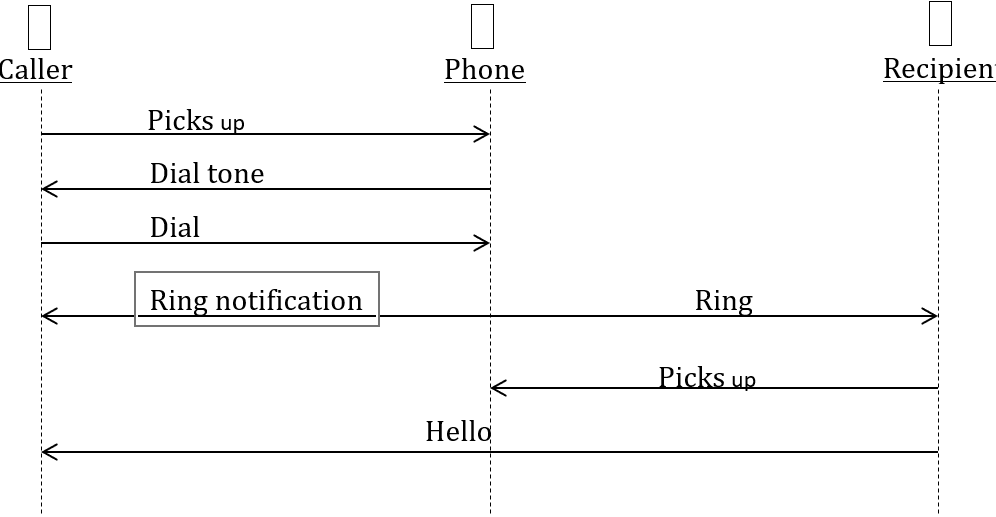 Caller
Phone
Recipient
Picks up
Dial tone
Dial
Ring notification
Ring
Picks up
Hello